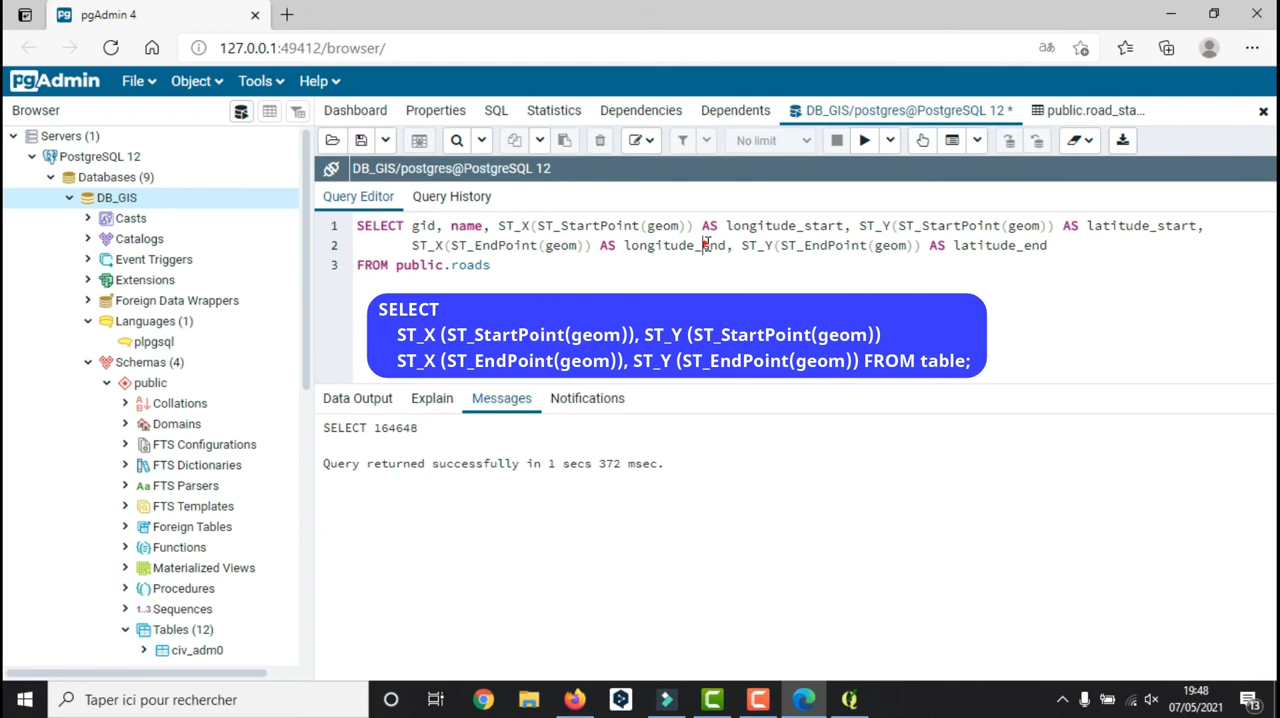 pgAdmin 4
127.0.0.1:49412/browser/
pgAdmin File Object Tools Help
Browser
Dashboard Properties SQL Statistics Dependencies Dependents DB_GIS/postgres@PostgreSQL 12 * public.road_sta...
No limit
DB_GIS/postgres@PostgreSQL 12
Query Editor Query History
Servers (1)
PostgreSQL 12
Databases (9)
DB_GIS
Casts
Catalogs
Event Triggers
Extensions
Foreign Data Wrappers
Languages (1)
plpgsql
Schemas (4)
public
Collations
Domains
FTS Configurations
FTS Dictionaries
FTS Parsers
FTS Templates
Foreign Tables
Functions
Materialized Views
Procedures
Sequences
Tables (12)
civ_adm0
1 SELECT gid, name, ST_X(ST_StartPoint(geom)) AS longitude_start, ST_Y(ST_StartPoint(geom)) AS latitude_start,
2 ST_X(ST_EndPoint(geom)) AS longitude_end, ST_Y(ST_EndPoint(geom)) AS latitude_end
3 FROM public.roads
SELECT
ST_X (ST_StartPoint(geom)), ST_Y (ST_StartPoint(geom))
ST_X (ST_EndPoint(geom)), ST_Y (ST_EndPoint(geom)) FROM table;
Data Output Explain Messages Notifications
SELECT 164648
Query returned successfully in 1 secs 372 msec.
Taper ici pour rechercher
19:48
07/05/2021
13